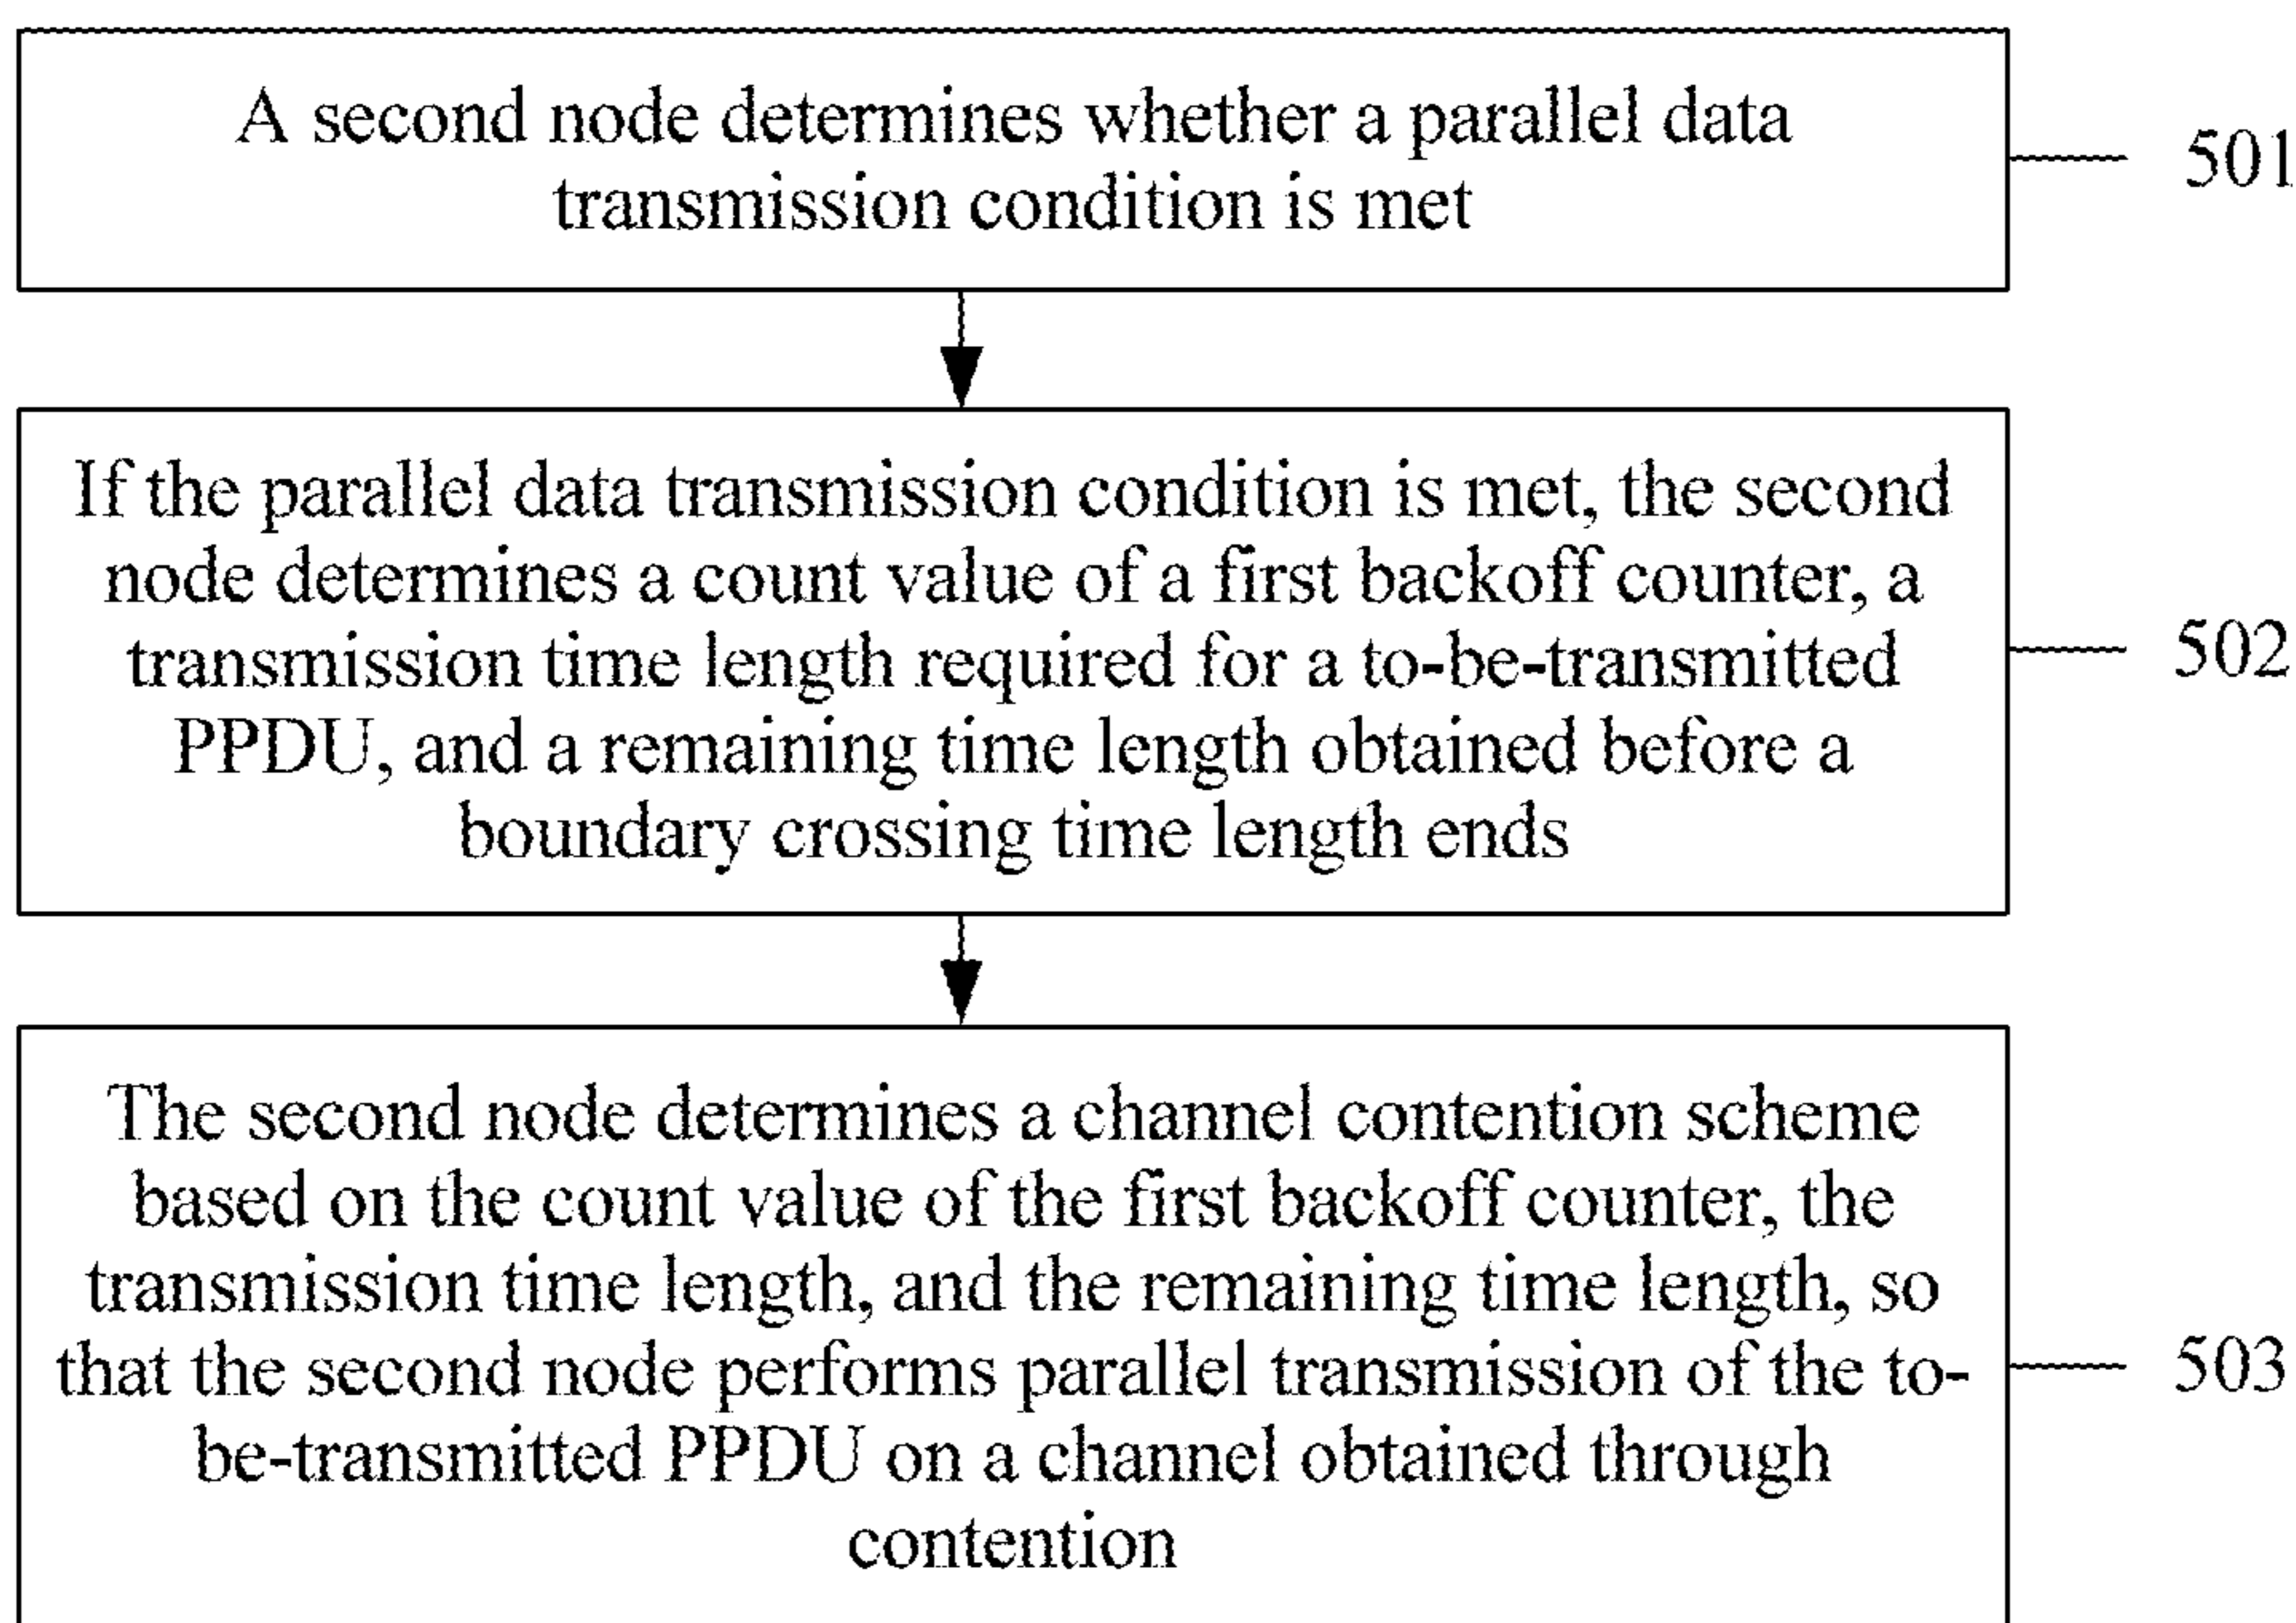 A second node determines whether a parallel data
transmission condition is met
501
If the parallel data transmission condition is met, the second
node determines a count value of a first backoff counter, a
transmission time length required for a to-be-transmitted
PPDU, and a remaining time length obtained before a
boundary crossing time length ends
502
The second node determines a channel contention scheme
based on the count value of the first backoff counter, the
transmission time length, and the remaining time length, so
that the second node performs parallel transmission of the to-
be-transmitted PPDU on a channel obtained through
contention
503